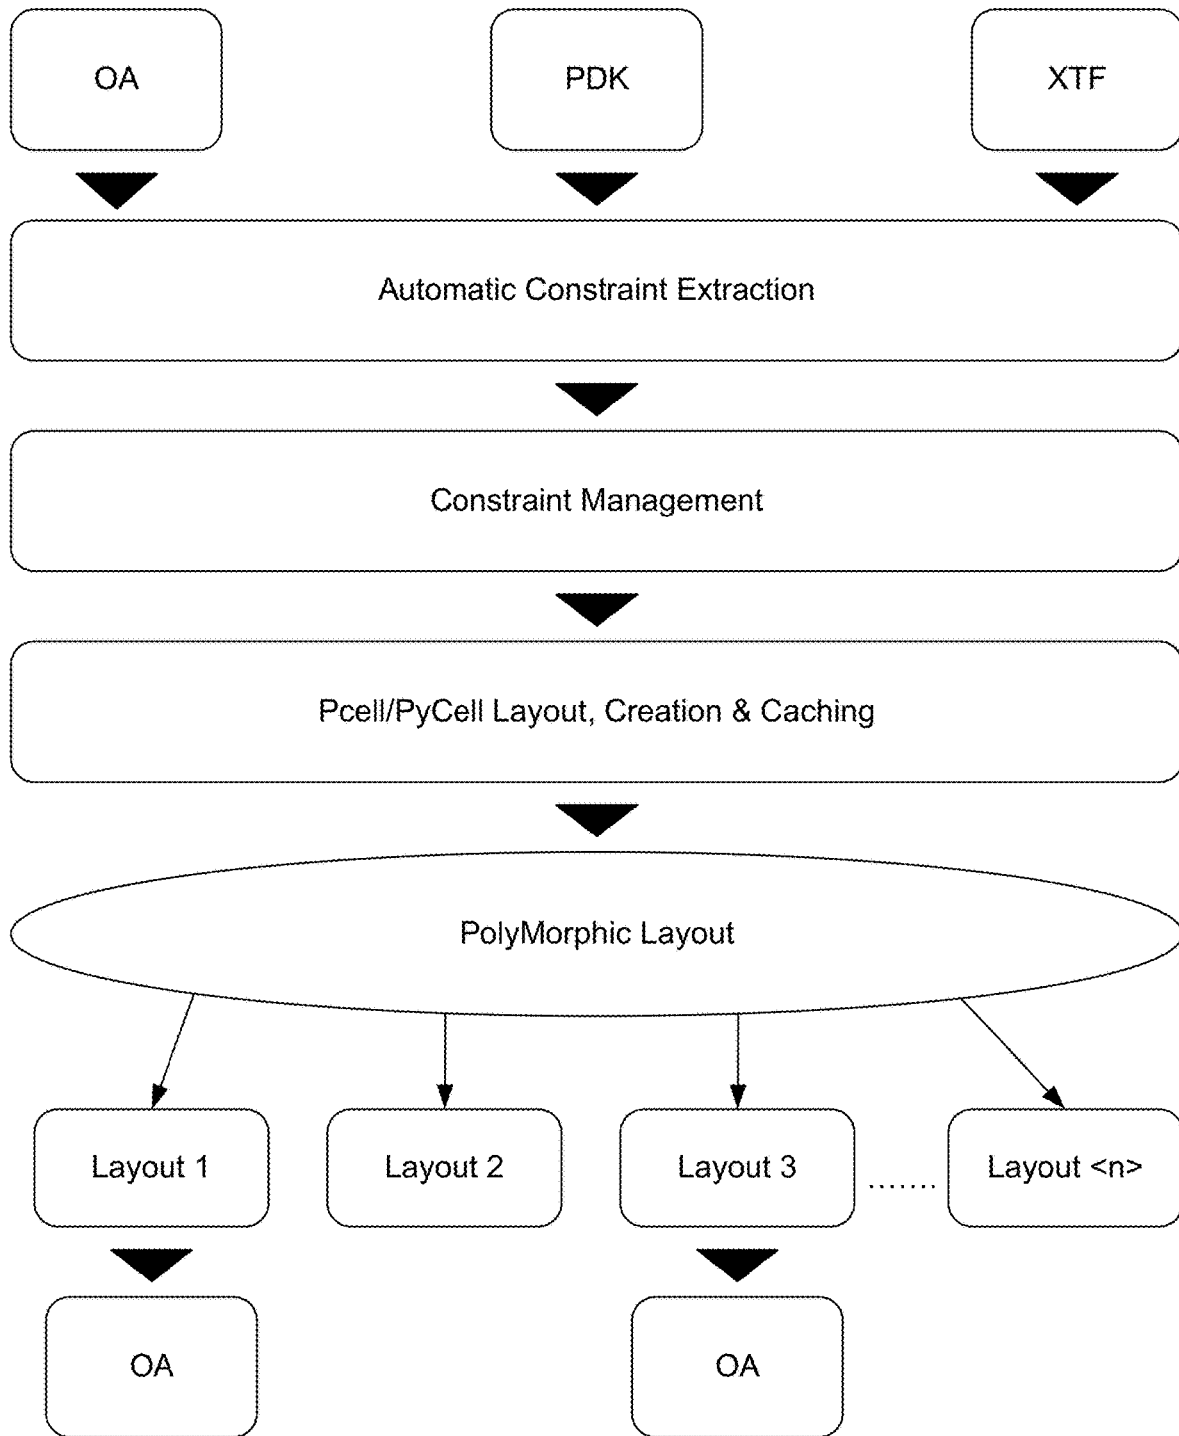 OA
PDK
XTF
Automatic Constraint Extraction
Constraint Management
Pcell/PyCell Layout, Creation & Caching
PolyMorphic Layout
Layout 1
Layout 2
Layout 3
.......
Layout <n>
OA
OA